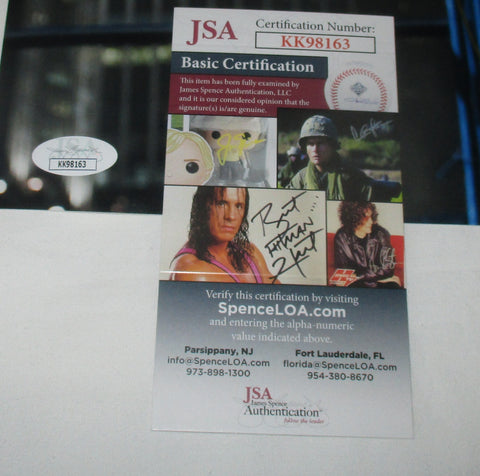 JSA
Certification Number:
KK98163
Basic Certification
This item has been fully examined by
James Spence Authentication, LLC
and it is our considered opinion that the
signature(s) is/are genuine.
KK98163
Bret
HITMAN
Hart
Verify this certification by visiting
SpenceLOA.com
and entering the alpha-numeric
value indicated above.
Parsippany, NJ
info@SpenceLOA.com
973-898-1300
Fort Lauderdale, FL
florida@SpenceLOA.com
954-380-8670
JSA
James Spence
Authentication
follow the leader